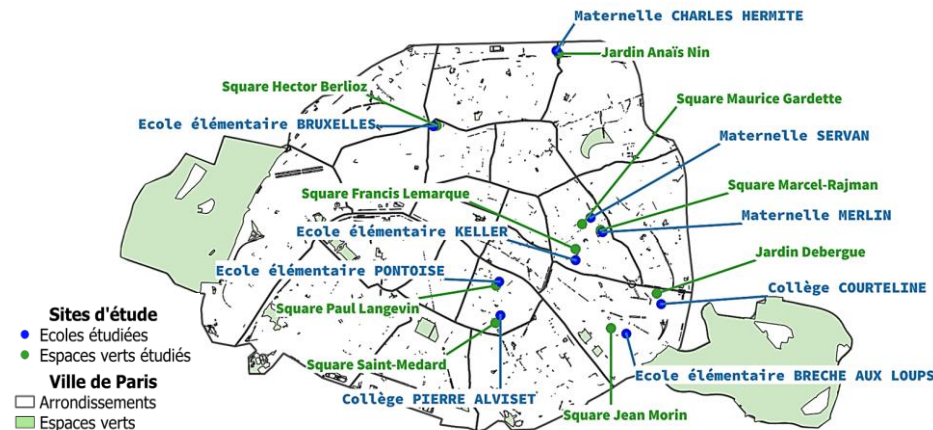 Maternelle CHARLES HERMITE
Jardin Anaïs Nin
Square Hector Berlioz
Square Maurice Gardette
Ecole élémentaire BRUXELLES
Maternelle SERVAN
Square Francis Lemarque
Square Marcel-Rajman
Maternelle MERLIN
Ecole élémentaire KELLER
Jardin Debergue
Ecole élémentaire PONTOISE
Collège COURTELINE
Square Paul Langevin
Sites d'étude
Ecoles étudiées
Espaces verts étudiés
Square Saint-Medard
Ecole élémentaire BRECHE AUX LOUPS
Ville de Paris
Collège PIERRE ALVISET
Arrondissements
Square Jean Morin
Espaces verts